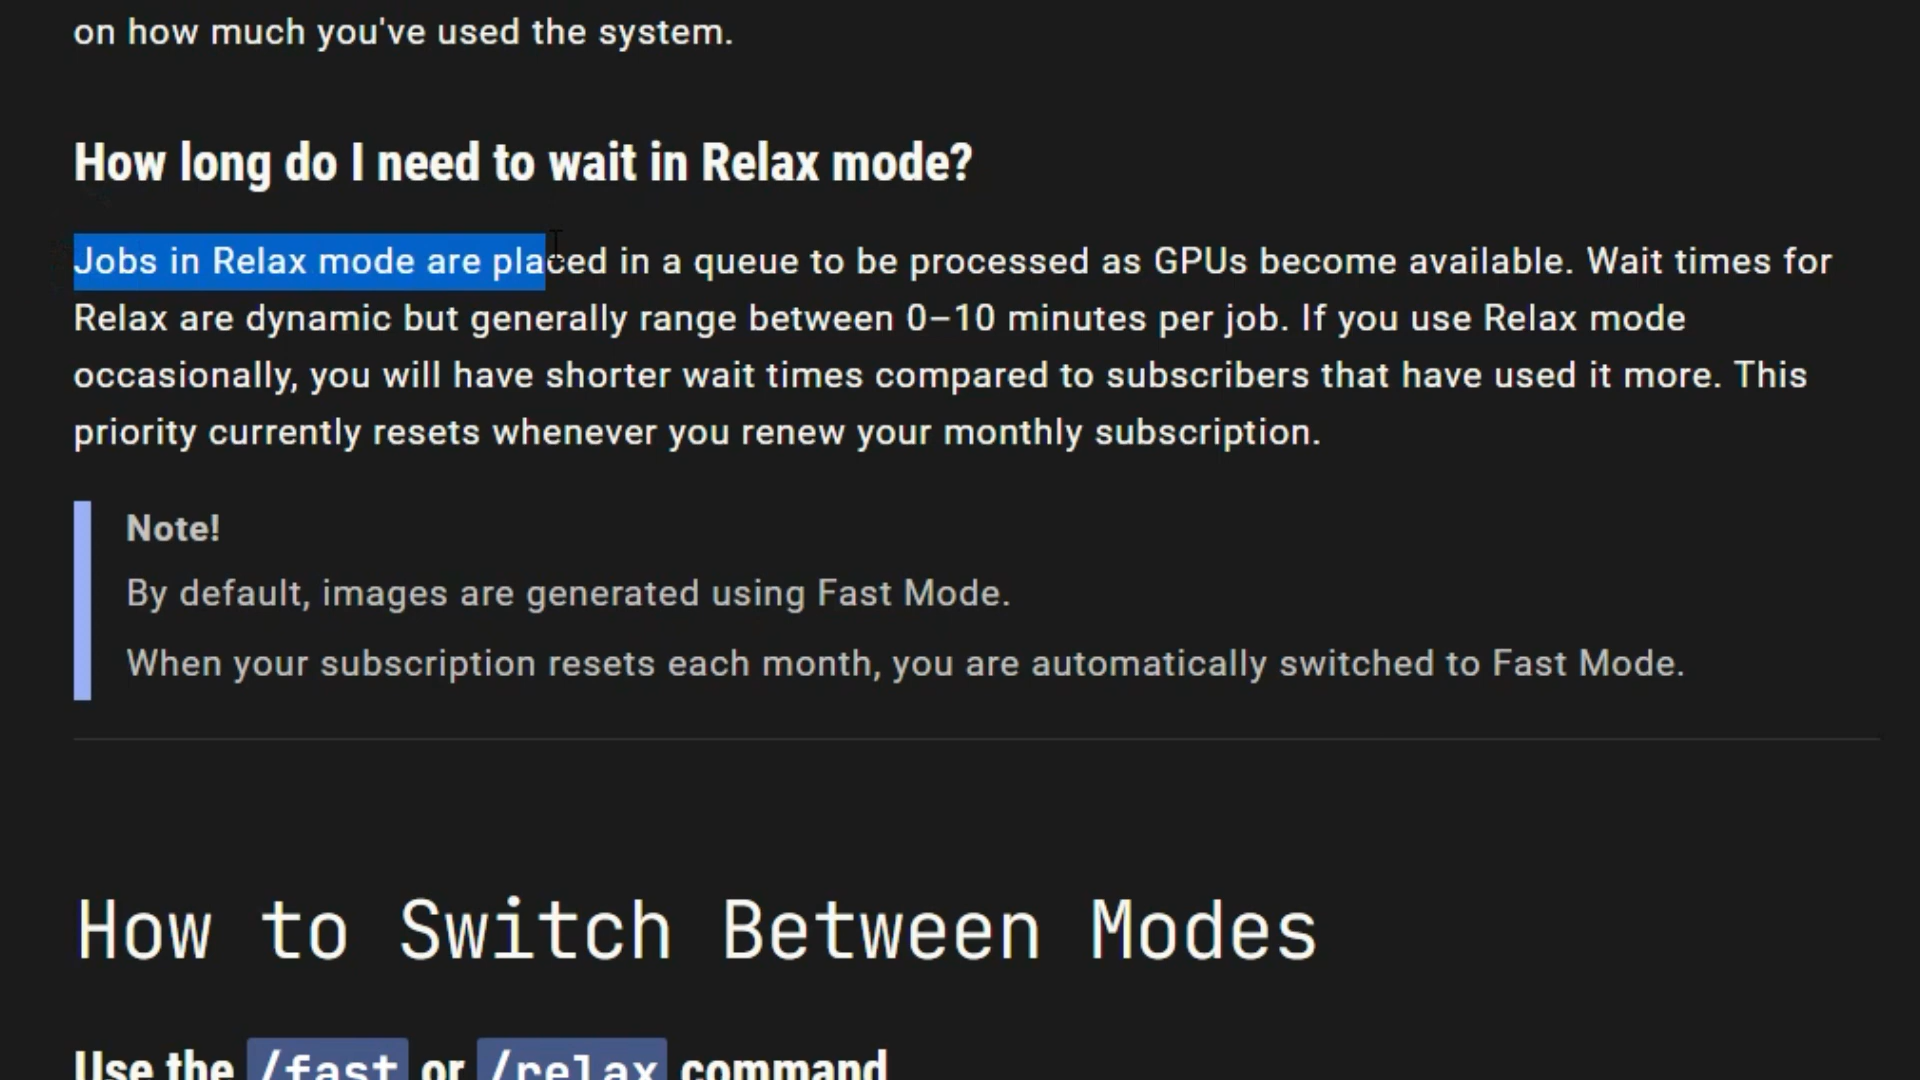 on how much you've used the system.
How long do I need to wait in Relax mode?
Jobs in Relax mode are placed in a queue to be processed as GPUs become available. Wait times for
Relax are dynamic but generally range between 0–10 minutes per job. If you use Relax mode
occasionally, you will have shorter wait times compared to subscribers that have used it more. This
priority currently resets whenever you renew your monthly subscription.
Note!
By default, images are generated using Fast Mode.
When your subscription resets each month, you are automatically switched to Fast Mode.
How to Switch Between Modes
Use the /fast or /relax command